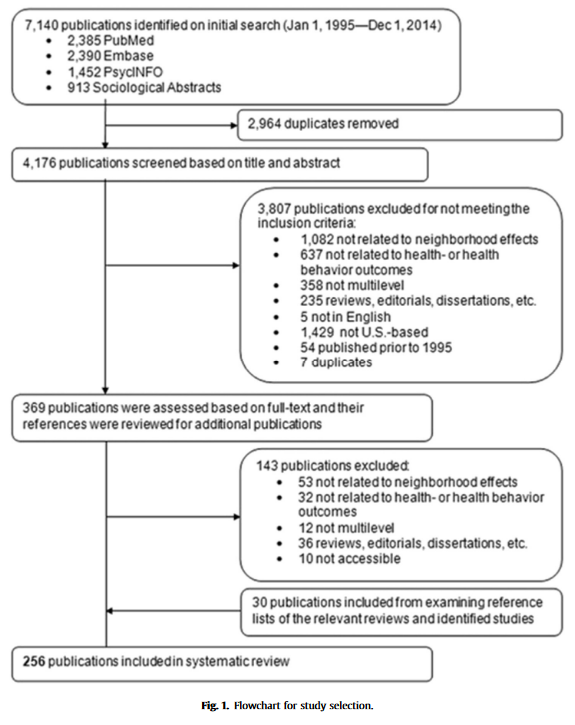 7,140 publications identified on initial search (Jan 1, 1995—Dec 1, 2014)
• 2,385 PubMed
• 2,390 Embase
• 1,452 PsycINFO
• 913 Sociological Abstracts
2,964 duplicates removed
4,176 publications screened based on title and abstract
3,807 publications excluded for not meeting the
inclusion criteria:
• 1,082 not related to neighborhood effects
• 637 not related to health- or health
behavior outcomes
• 358 not multilevel
• 235 reviews, editorials, dissertations, etc.
• 5 not in English
• 1,429 not U.S.-based
• 54 published prior to 1995
• 7 duplicates
369 publications were assessed based on full-text and their
references were reviewed for additional publications
143 publications excluded:
• 53 not related to neighborhood effects
• 32 not related to health- or health behavior
outcomes
• 12 not multilevel
• 36 reviews, editorials, dissertations, etc.
• 10 not accessible
30 publications included from examining reference
lists of the relevant reviews and identified studies
256 publications included in systematic review
Fig. 1. Flowchart for study selection.